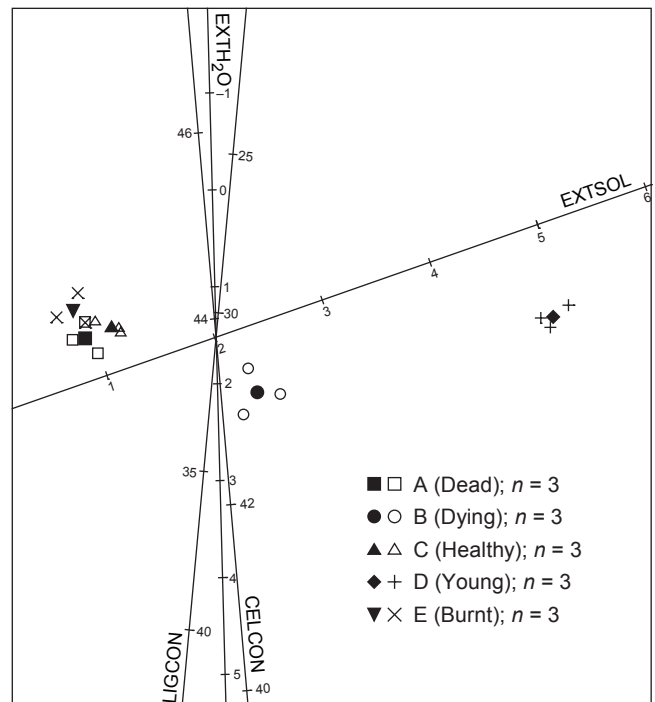 EXTH₂O
–1
46
25
0
EXTSOL
6
5
4
3
1
30
44
2
1
2
35
3
42
4
40
CELCON
LIGCON
5
40
A (Dead); n = 3
B (Dying); n = 3
C (Healthy); n = 3
D (Young); n = 3
E (Burnt); n = 3